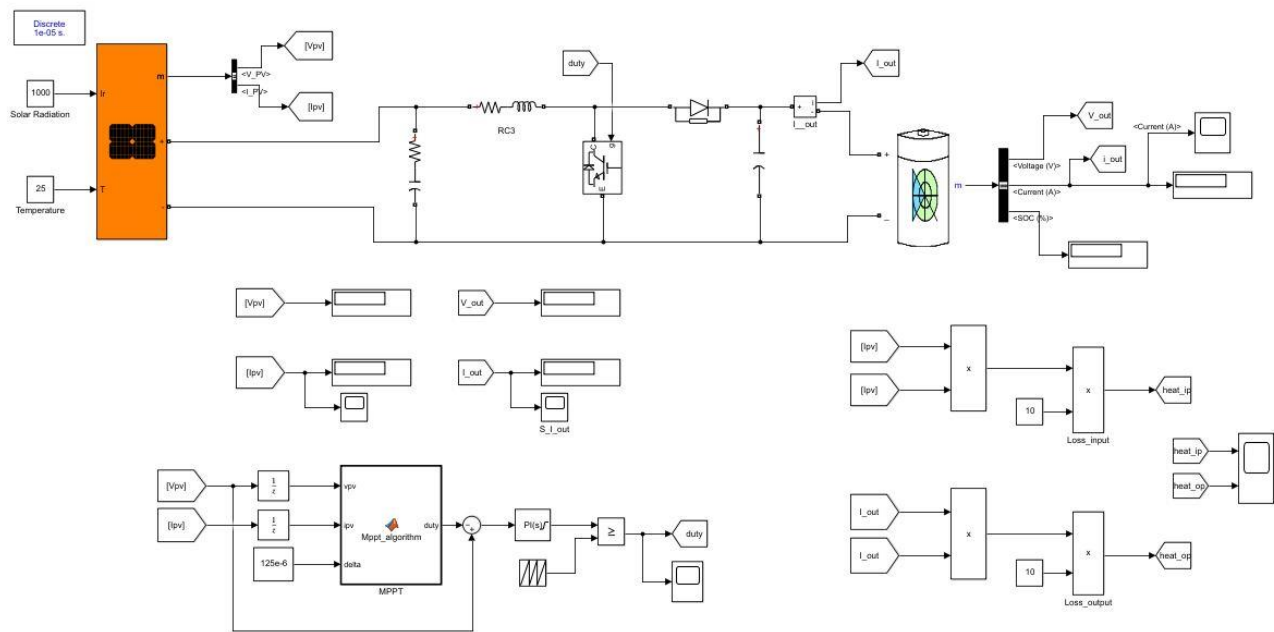 Discrete
1e-05 s.
1000
Solar Radiation
25
Temperature
Ir
T
m
+
-
<V_PV>
<I_PV>
[Vpv]
[Ipv]
RC3
duty
g
C
E
+
i
-
I__out
I_out
+
_
m
<Voltage (V)>
<Current (A)>
<SOC (%)>
V_out
i_out
<Current (A)>
[Vpv]
V_out
[Ipv]
I_out
S_I_out
[Vpv]
[Ipv]
1
z
1
z
125e-6
vpv
ipv
delta
Mppt_algorithm
duty
MPPT
PI(s)
≥
duty
[Ipv]
[Ipv]
x
10
x
Loss_input
heat_ip
heat_ip
heat_op
I_out
I_out
x
10
x
Loss_output
heat_op